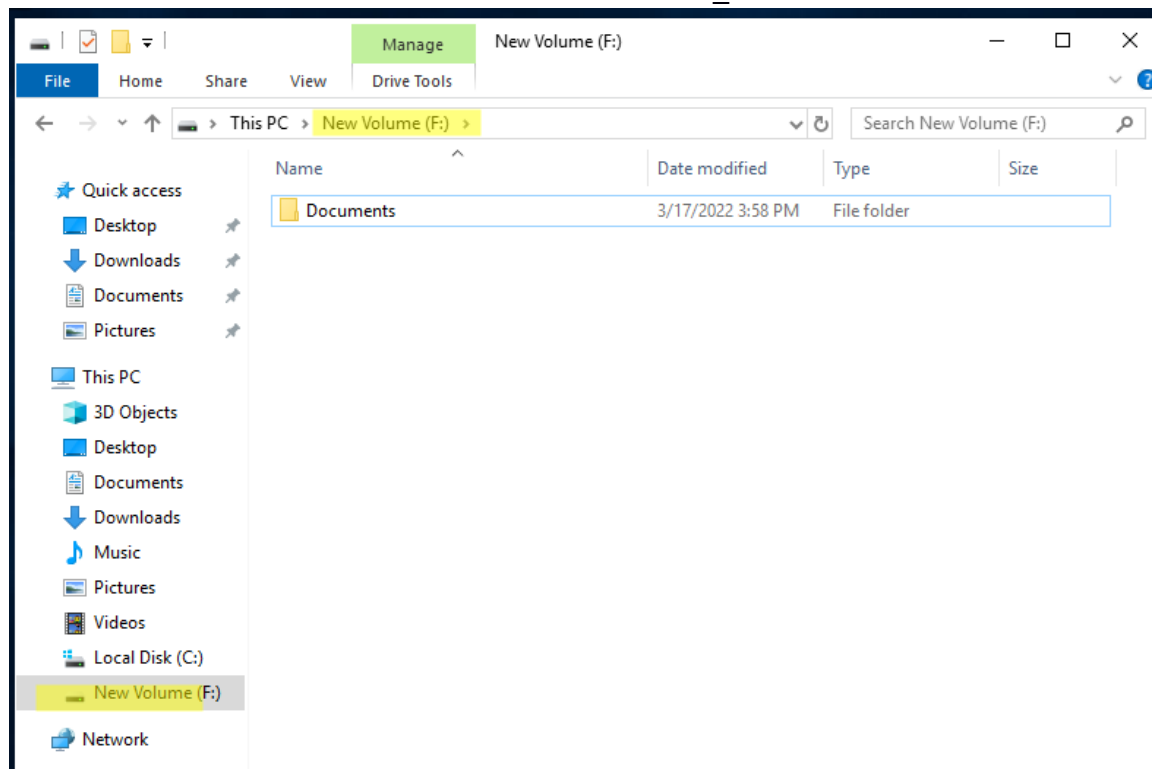 Manage New Volume (F:)
File Home Share View Drive Tools
This PC New Volume (F:) Search New Volume (F:)
Name Date modified Type Size
Quick access
Documents 3/17/2022 3:58 PM File folder
Desktop
Downloads
Documents
Pictures
This PC
3D Objects
Desktop
Documents
Downloads
Music
Pictures
Videos
Local Disk (C:)
New Volume (F:)
Network